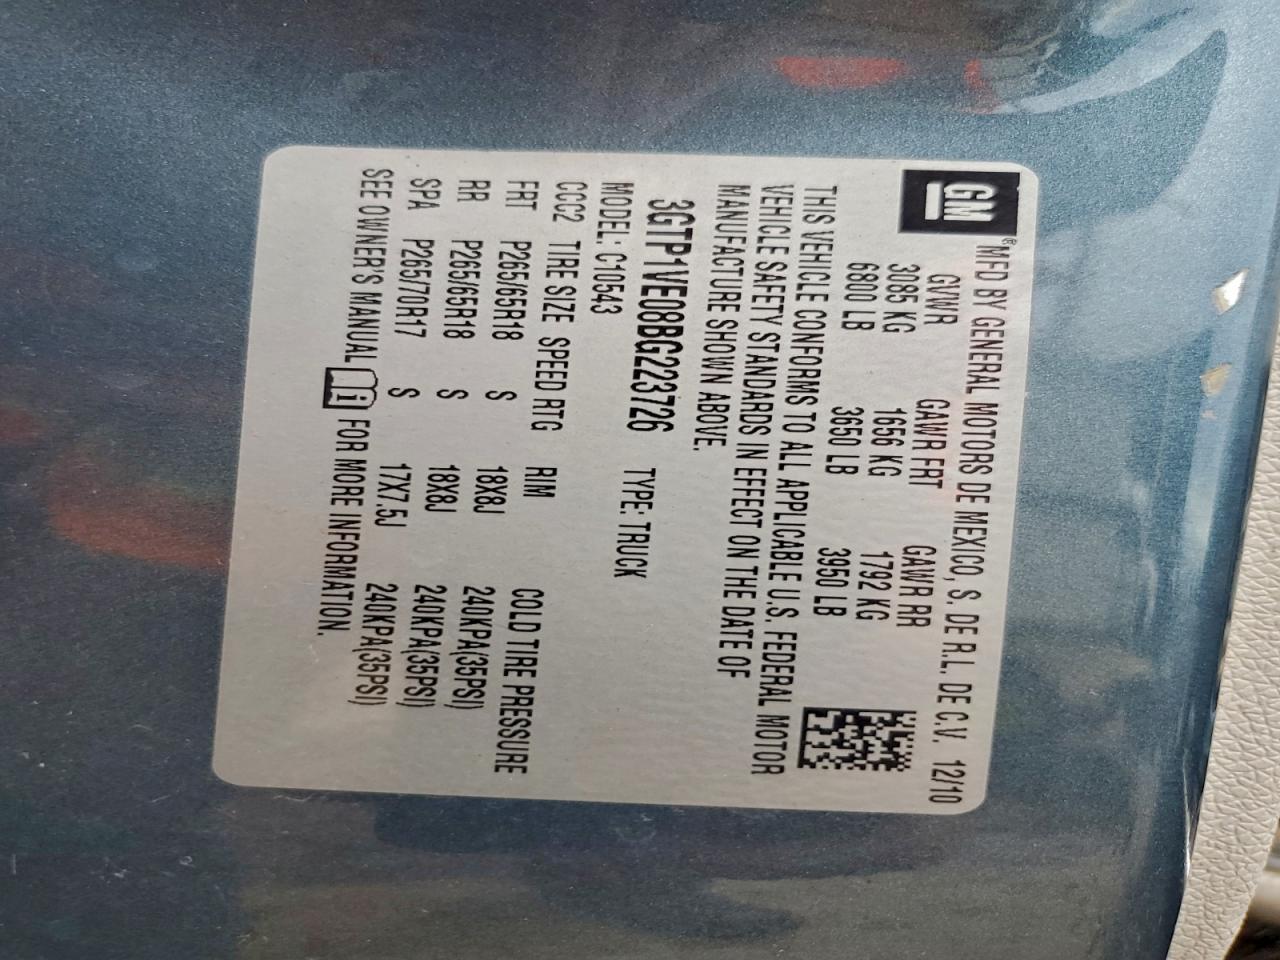 GM® MFD BY GENERAL MOTORS DE MEXICO, S. DE R.L. DE C.V. 12/10
GVWR GAWR FRT GAWR RR
3085 KG 1656 KG 1792 KG
6800 LB 3650 LB 3950 LB
THIS VEHICLE CONFORMS TO ALL APPLICABLE U.S. FEDERAL MOTOR
VEHICLE SAFETY STANDARDS IN EFFECT ON THE DATE OF
MANUFACTURE SHOWN ABOVE.
3GTP1VE08BG223726 TYPE: TRUCK
MODEL: C10543
CCC2 TIRE SIZE SPEED RTG RIM COLD TIRE PRESSURE
FRT P265/65R18 S 18X8J 240KPA(35PSI)
RR P265/65R18 S 18X8J 240KPA(35PSI)
SPA P265/70R17 S 17X7.5J 240KPA(35PSI)
SEE OWNER'S MANUAL i FOR MORE INFORMATION.